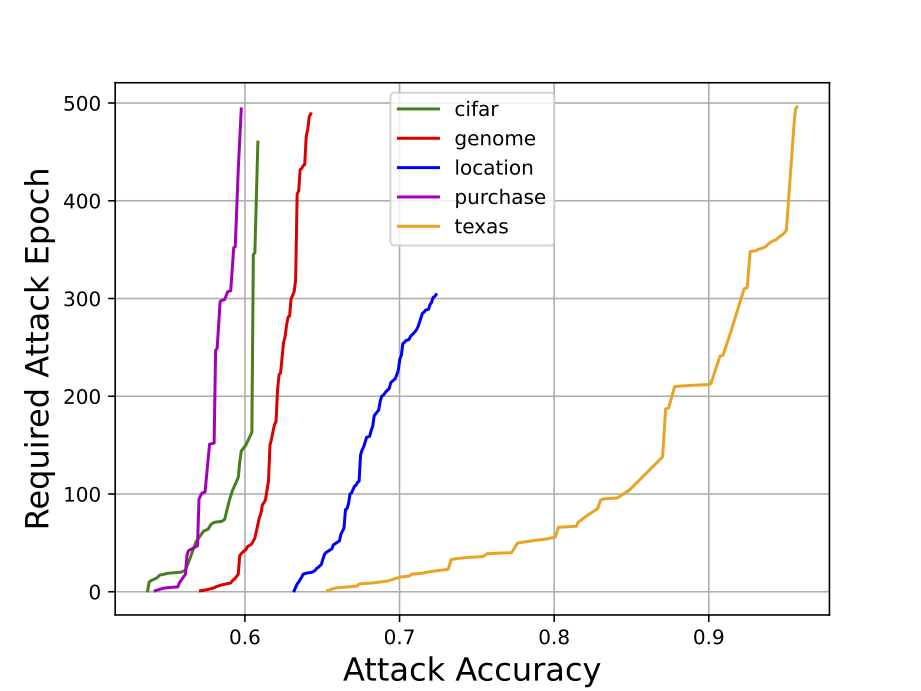 500
400
300
200
100
0
0.6
0.7
0.8
0.9
Required Attack Epoch
Attack Accuracy
cifar
genome
location
purchase
texas